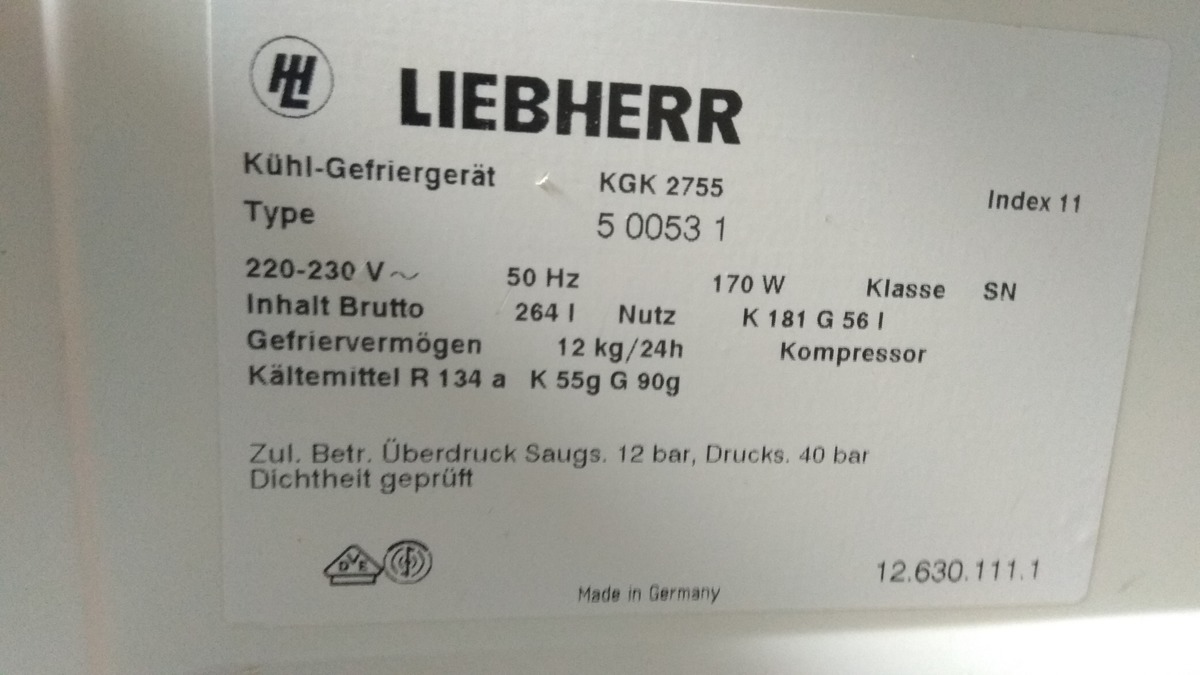 HL LIEBHERR
Kühl-Gefriergerät KGK 2755 Index 11
Type 5 0053 1
220-230 V ~ 50 Hz 170 W Klasse SN
Inhalt Brutto 264 l Nutz K 181 G 56 l
Gefriervermögen 12 kg/24h Kompressor
Kältemittel R 134 a K 55g G 90g
Zul. Betr. Überdruck Saugs. 12 bar, Drucks. 40 bar
Dichtheit geprüft
DVE
Made in Germany 12.630.111.1